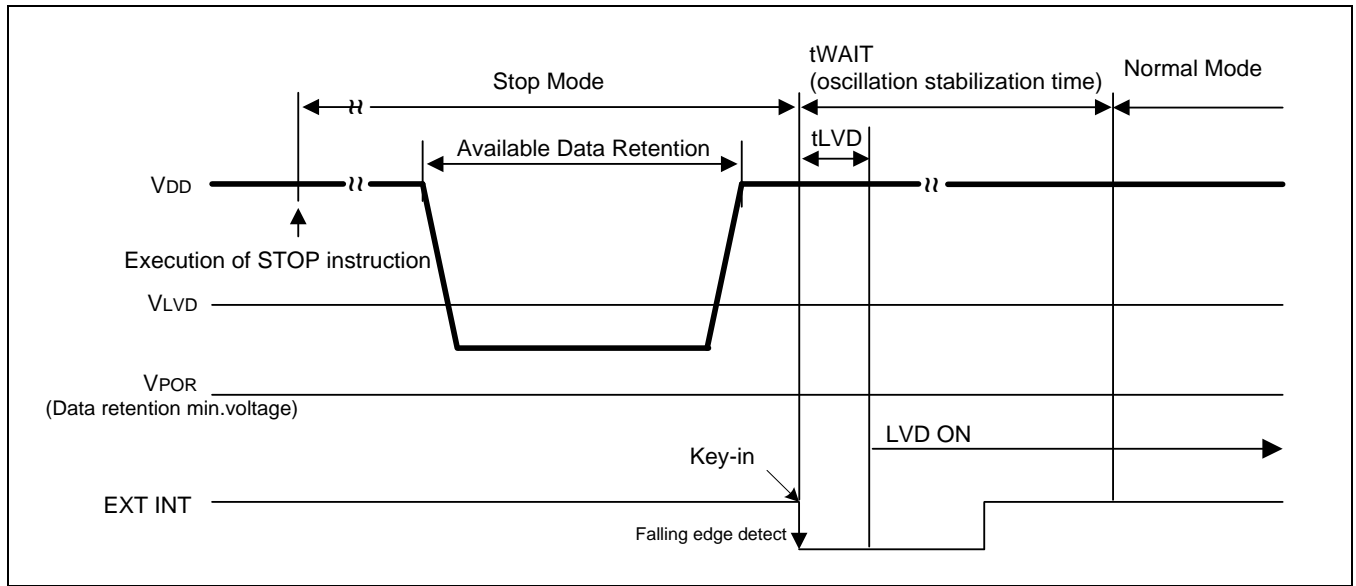 tWAIT
(oscillation stabilization time)
Normal Mode
Stop Mode
tLVD
Available Data Retention
VDD
Execution of STOP instruction
VLVD
VPOR
(Data retention min.voltage)
LVD ON
Key-in
EXT INT
Falling edge detect